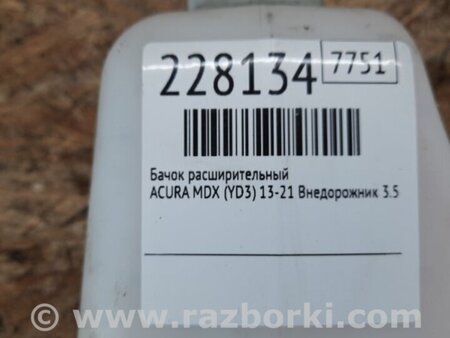 228134 7751
Бачок расширительный
ACURA MDX (YD3) 13-21 Внедорожник 3.5
© www.razborki.com